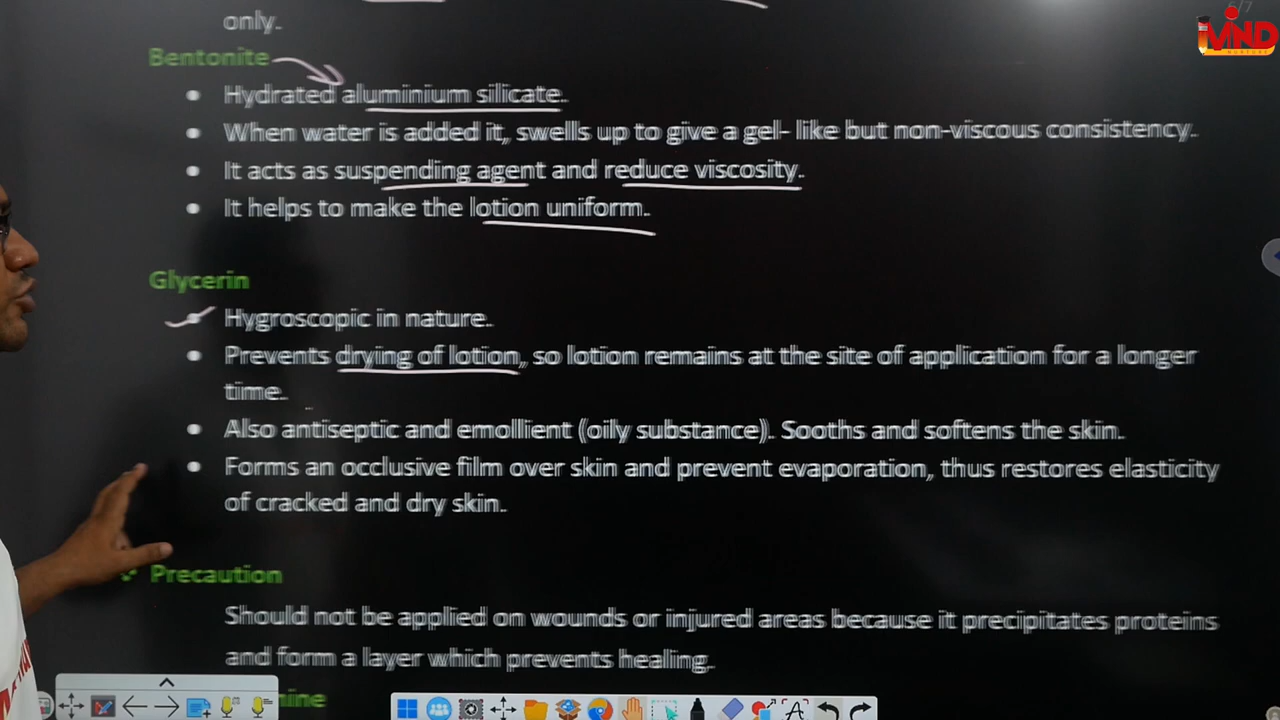 5/7
MIND
NURTURE
only.
Bentonite
Hydrated aluminium silicate.
When water is added it, swells up to give a gel- like but non-viscous consistency.
It acts as suspending agent and reduce viscosity.
It helps to make the lotion uniform.
Glycerin
Hygroscopic in nature.
Prevents drying of lotion, so lotion remains at the site of application for a longer
time.
Also antiseptic and emollient (oily substance). Sooths and softens the skin.
Forms an occlusive film over skin and prevent evaporation, thus restores elasticity
of cracked and dry skin.
Precaution
Should not be applied on wounds or injured areas because it precipitates proteins
and form a layer which prevents healing.